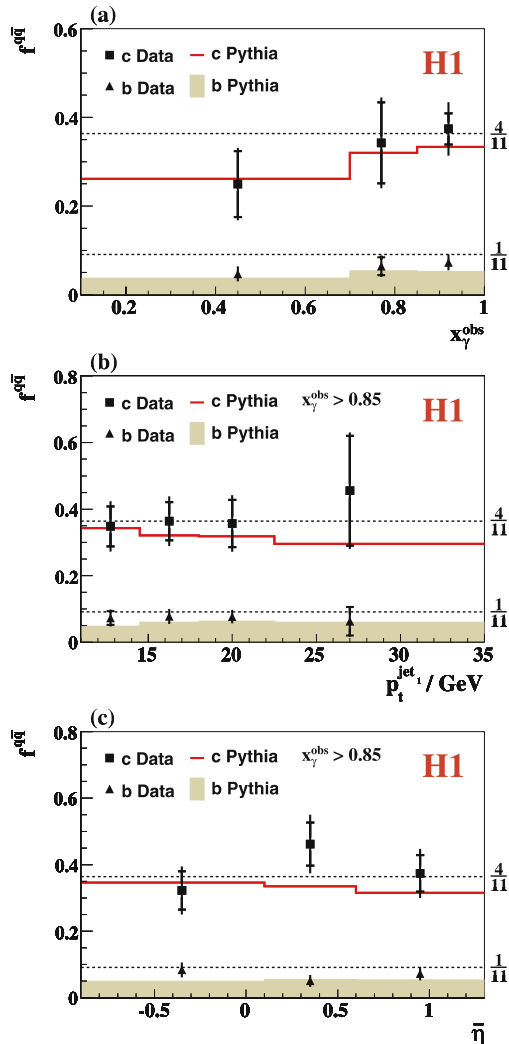 (a)
f^{qq̄}
0.6
0.4
0.2
0
■ c Data — c Pythia
▲ b Data b Pythia
H1
4/11
1/11
0.2 0.4 0.6 0.8 1
x_γ^{obs}
(b)
f^{qq̄}
0.8
0.6
0.4
0.2
0
■ c Data — c Pythia x_γ^{obs} > 0.85
▲ b Data b Pythia
H1
4/11
1/11
15 20 25 30 35
p_t^{jet_1} / GeV
(c)
f^{qq̄}
0.8
0.6
0.4
0.2
0
■ c Data — c Pythia x_γ^{obs} > 0.85
▲ b Data b Pythia
H1
4/11
1/11
-0.5 0 0.5 1
η̄